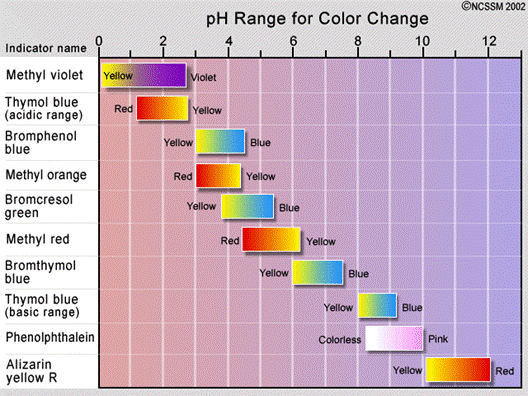 ©NCSSM 2002
pH Range for Color Change
Indicator name
0 2 4 6 8 10 12
Methyl violet
Yellow Violet
Thymol blue
(acidic range)
Red Yellow
Bromphenol
blue
Yellow Blue
Methyl orange
Red Yellow
Bromcresol
green
Yellow Blue
Methyl red
Red Yellow
Bromthymol
blue
Yellow Blue
Thymol blue
(basic range)
Yellow Blue
Phenolphthalein
Colorless Pink
Alizarin
yellow R
Yellow Red